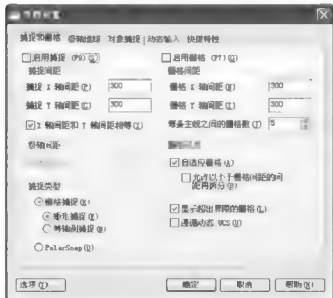 草图设置
捕捉和栅格 极轴追踪 对象捕捉 动态输入 快捷特性
启用捕捉 (F9)(S)
启用栅格 (F7)(G)
捕捉间距
栅格间距
捕捉 X 轴间距(P) 300
栅格 X 轴间距(N) 300
捕捉 Y 轴间距(C) 300
栅格 Y 轴间距(I) 300
X 轴间距和 Y 轴间距相等(X)
每条主线之间的栅格数(J) 5
极轴间距
自适应栅格(A)
允许以小于栅格间距的间距再拆分(B)
捕捉类型
栅格捕捉(R)
显示超出界限的栅格(L)
矩形捕捉(E)
遵循动态 UCS(U)
等轴测捕捉(M)
PolarSnap(O)
选项(T)...
确定
取消
帮助(H)